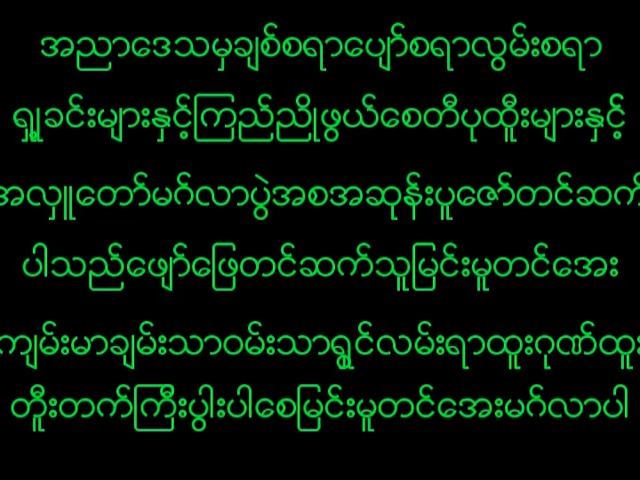 အညာဒေသမှချစ်စရာပျော်စရာလွမ်းစရာ
ရှုခင်းများနှင့်ကြည်ညိုဖွယ်စေတီပုထိုးများနှင့်
အလှူတော်မင်္ဂလာပွဲအစအဆုန်းပူဇော်တင်ဆက်
ပါသည်ဖျော်ဖြေတင်ဆက်သူမြင်းမူတင်အေး
ကျမ်းမာချမ်းသာဝမ်းသာရွှင်လမ်းရာထူးဂုဏ်ထူး
တိုးတက်ကြီးပွါးပါစေမြင်းမူတင်အေးမင်္ဂလာပါ